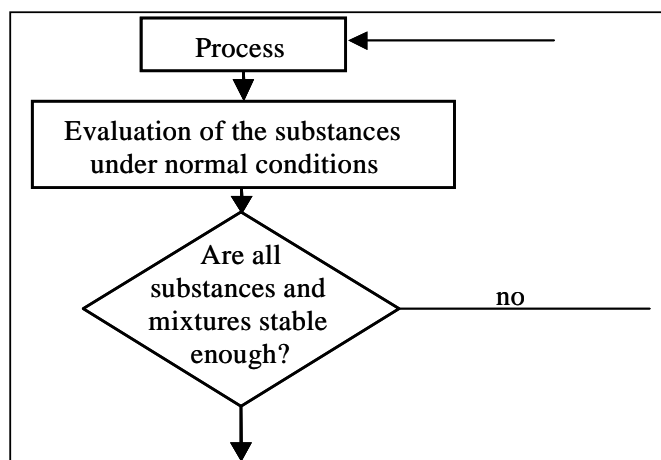 Process
Evaluation of the substances
under normal conditions
Are all
substances and
mixtures stable
enough?
no